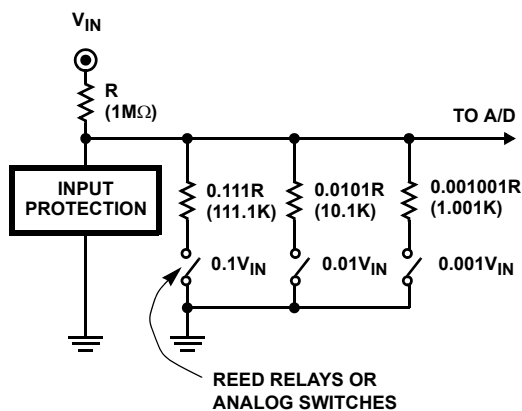 VIN
R
(1MΩ)
TO A/D
INPUT
PROTECTION
0.111R
(111.1K)
0.0101R
(10.1K)
0.001001R
(1.001K)
0.1VIN
0.01VIN
0.001VIN
REED RELAYS OR
ANALOG SWITCHES